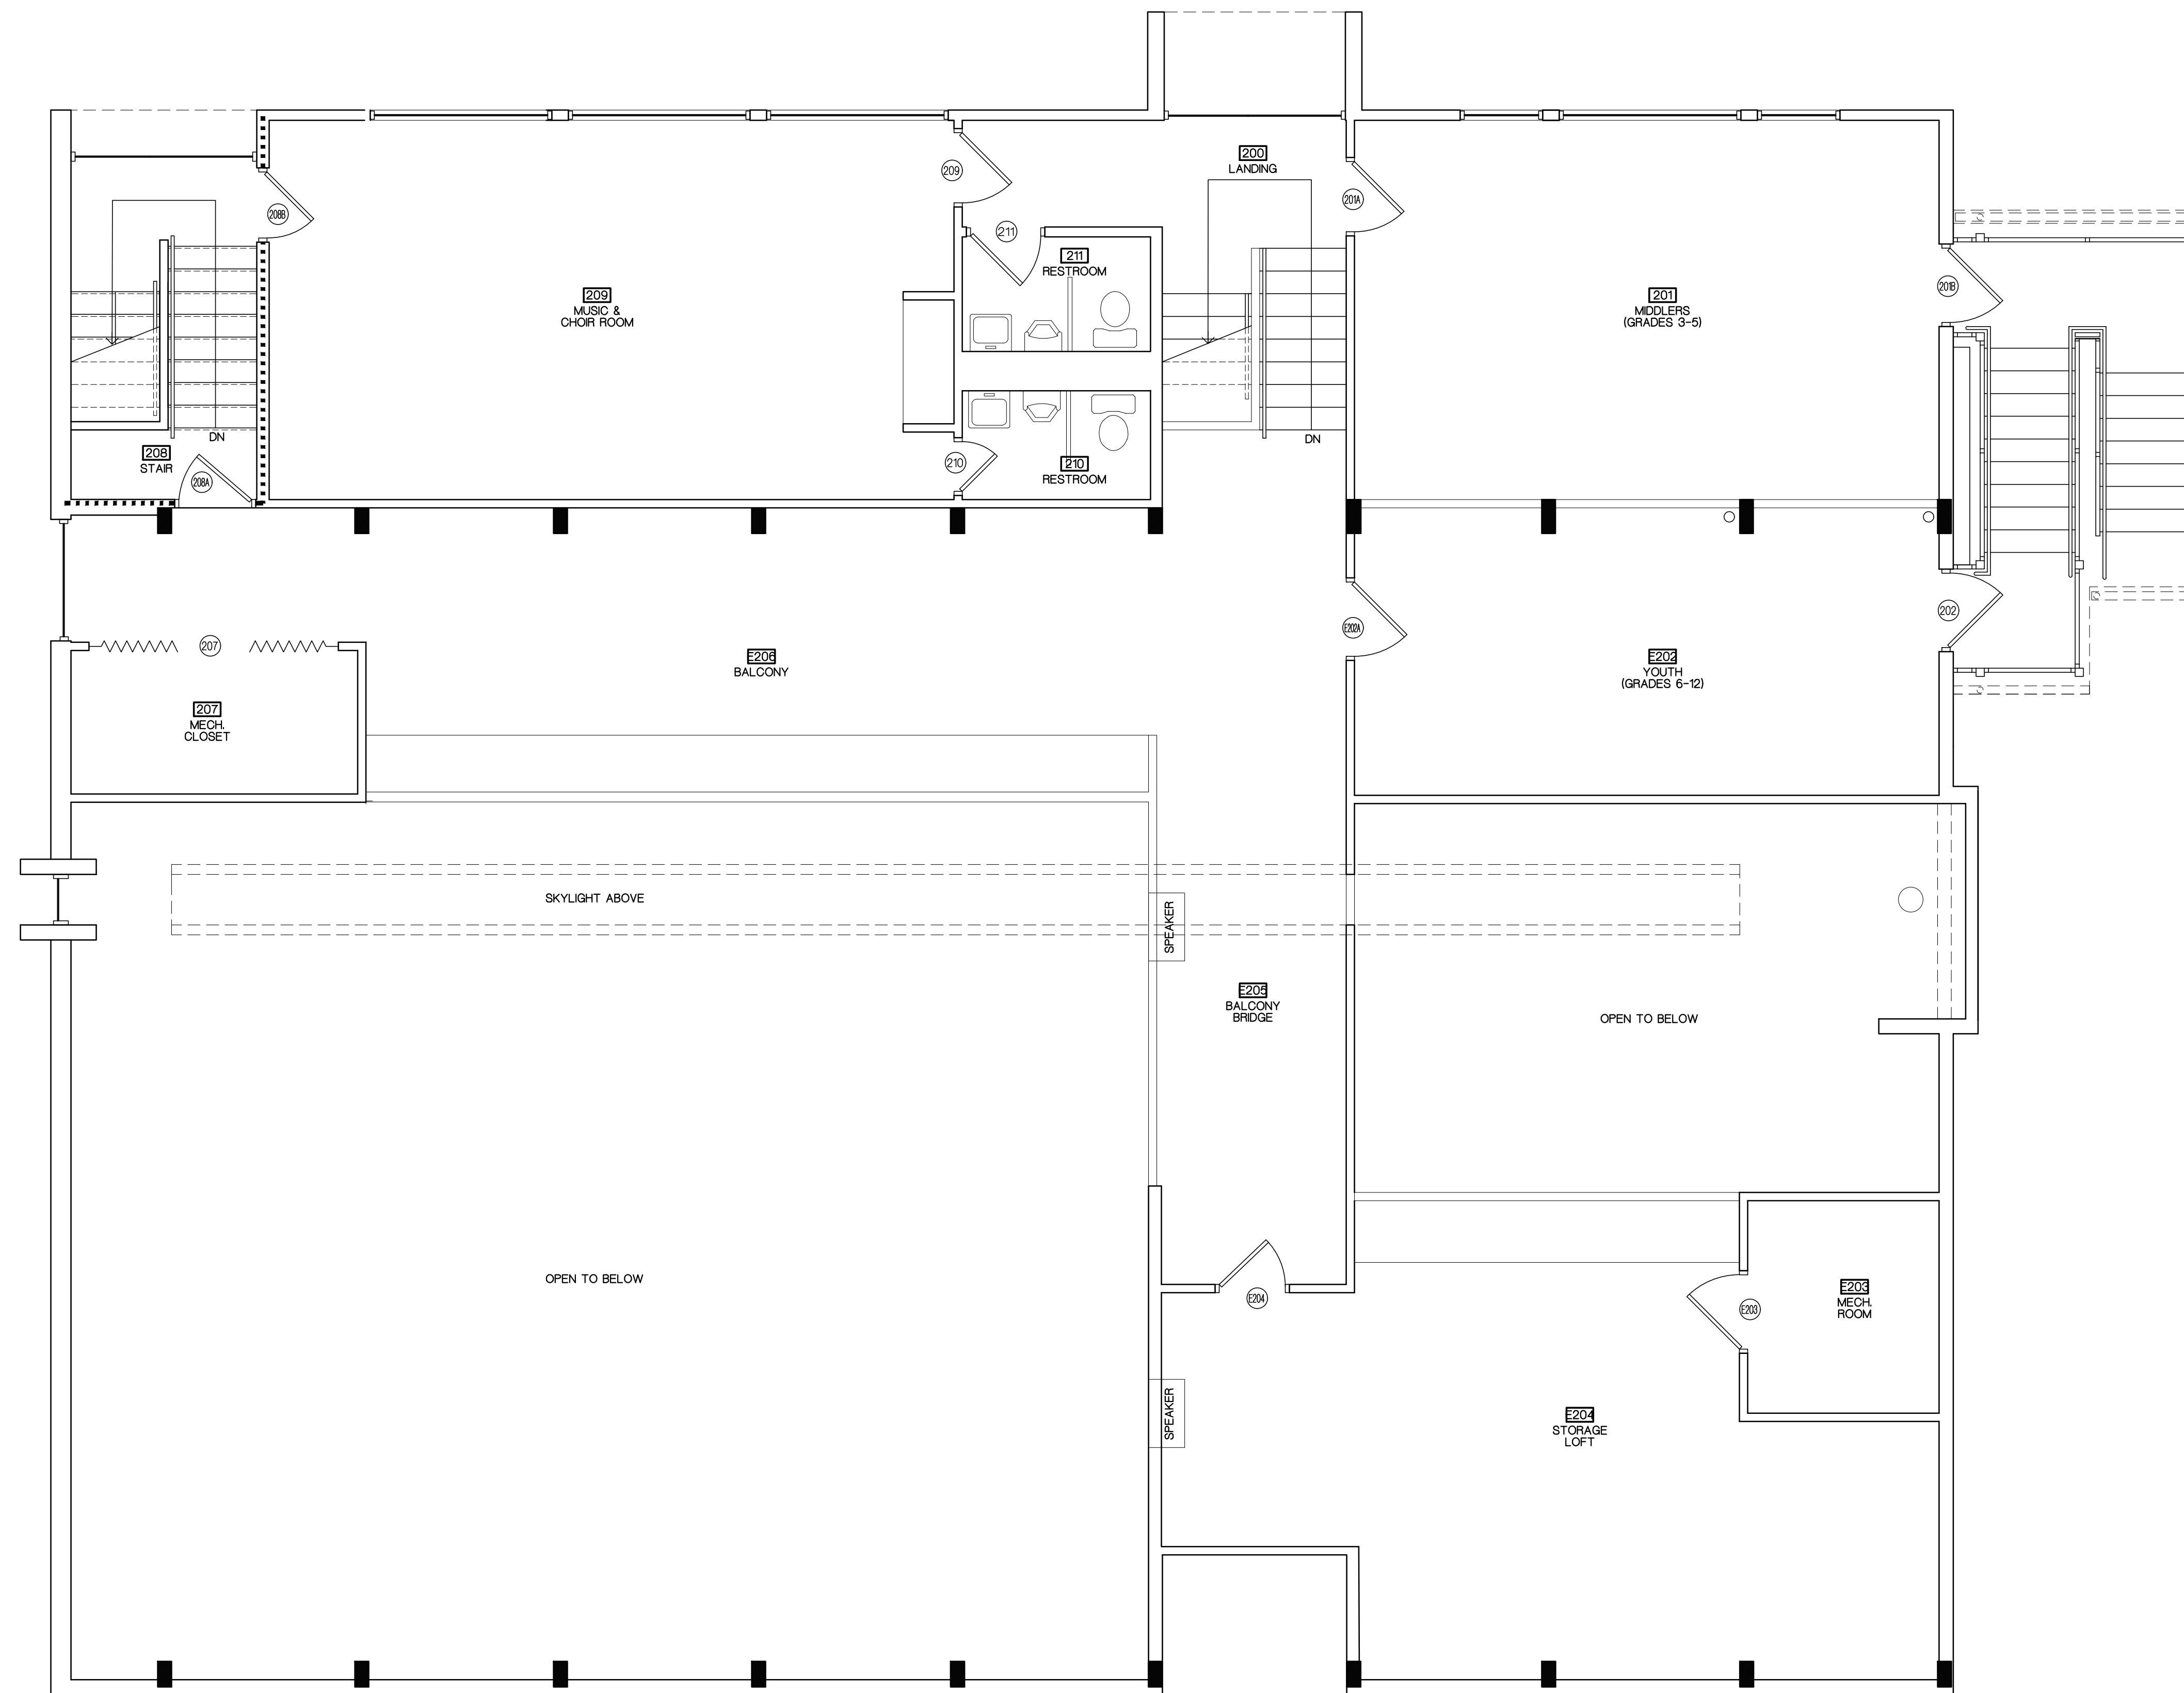 200
LANDING
209
201A
208B
211
211
RESTROOM
201B
209
MUSIC &
CHOIR ROOM
201
MIDDLERS
(GRADES 3-5)
DN
DN
208
STAIR
208A
210
210
RESTROOM
202
E202A
207
E206
BALCONY
E202
YOUTH
(GRADES 6-12)
207
MECH.
CLOSET
SKYLIGHT ABOVE
SPEAKER
E205
BALCONY
BRIDGE
OPEN TO BELOW
OPEN TO BELOW
E204
E203
E203
MECH.
ROOM
SPEAKER
E204
STORAGE
LOFT